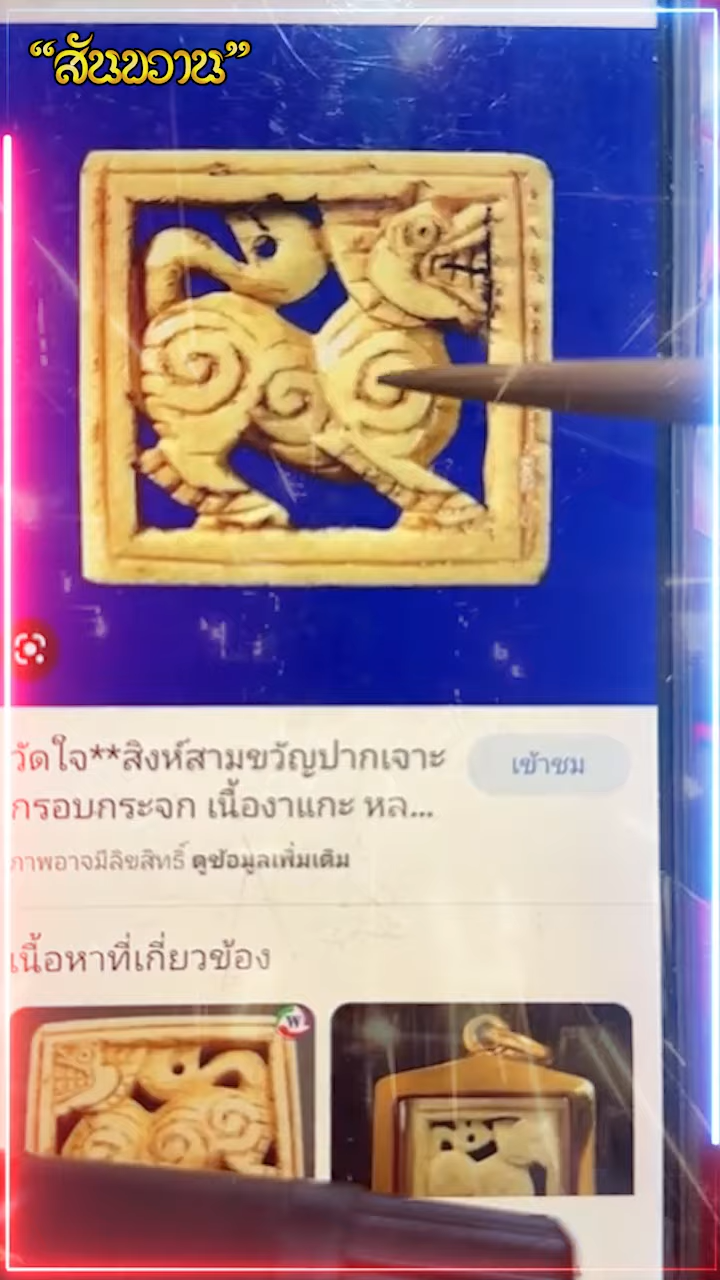 “สันขวาน”
วัดใจ**สิงห์สามขวัญปากเจาะ
กรอบกระจก เนื้องาแกะ หล...
เข้าชม
ภาพอาจมีลิขสิทธิ์ ดูข้อมูลเพิ่มเติม
เนื้อหาที่เกี่ยวข้อง
W